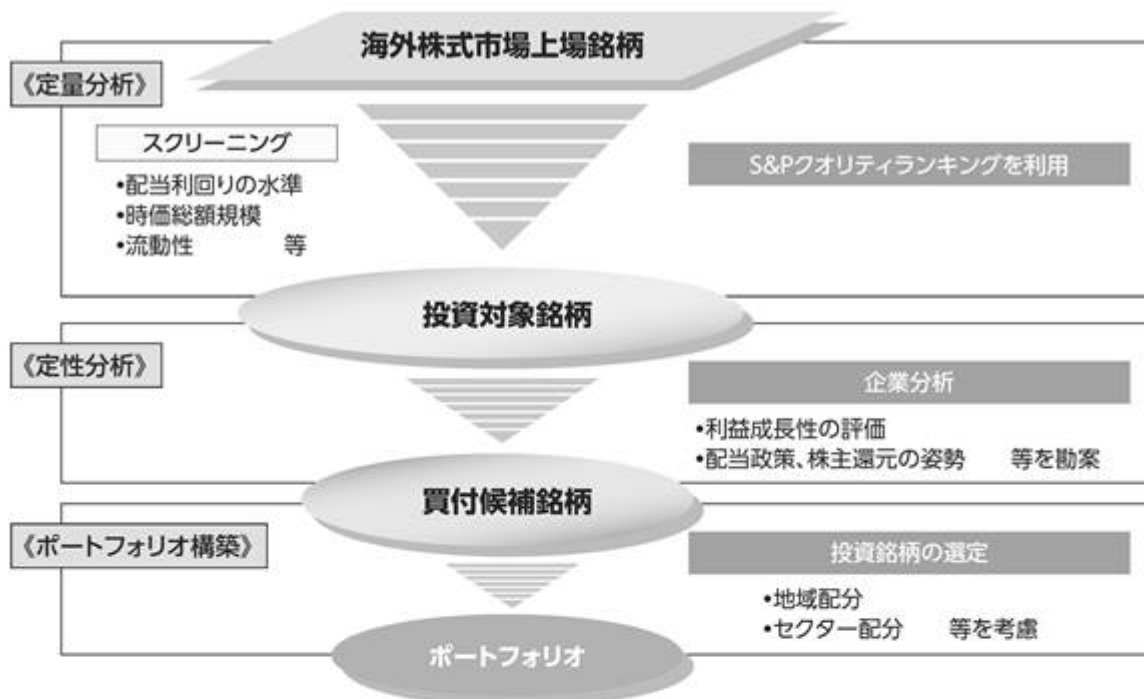 海外株式市場上場銘柄
《定量分析》
スクリーニング
•配当利回りの水準
•時価総額規模
•流動性 等
S&Pクオリティランキングを利用
投資対象銘柄
《定性分析》
企業分析
•利益成長性の評価
•配当政策、株主還元の姿勢 等を勘案
買付候補銘柄
《ポートフォリオ構築》
投資銘柄の選定
•地域配分
•セクター配分 等を考慮
ポートフォリオ